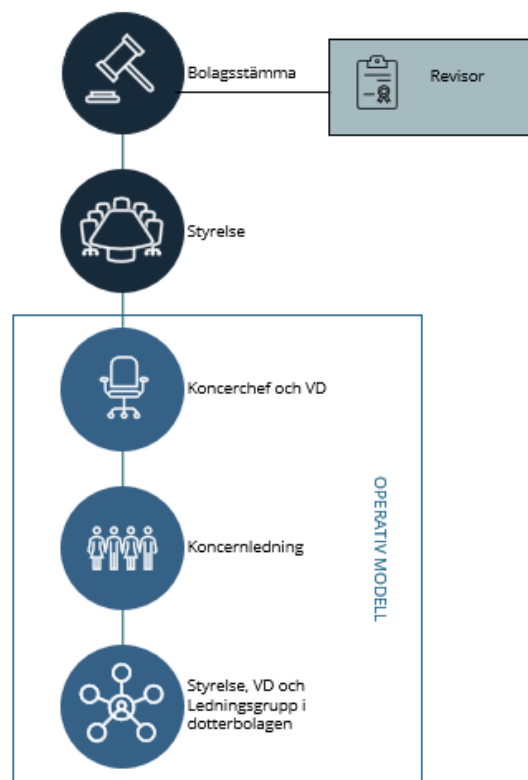 Bolagsstämma
Revisor
Styrelse
Koncerchef och VD
OPERATIV MODELL
Koncernledning
Styrelse, VD och
Ledningsgrupp i
dotterbolagen